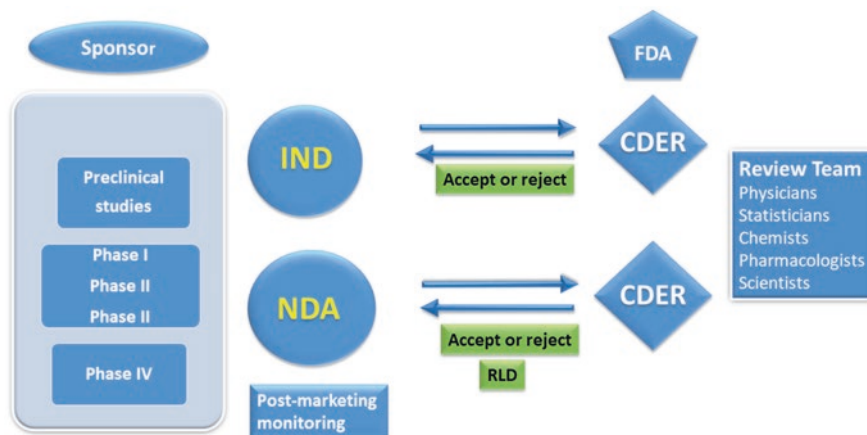 Sponsor
FDA
IND
CDER
Accept or reject
Preclinical
studies
Review Team
Physicians
Statisticians
Chemists
Pharmacologists
Scientists
Phase I
Phase II
Phase II
NDA
CDER
Accept or reject
RLD
Phase IV
Post-marketing
monitoring